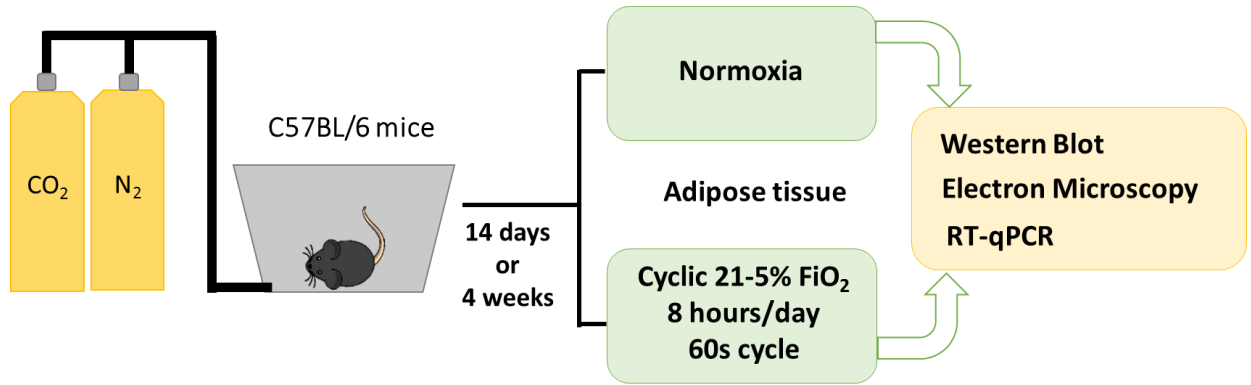 CO₂
N₂
C57BL/6 mice
14 days
or
4 weeks
Normoxia
Adipose tissue
Cyclic 21-5% FiO₂
8 hours/day
60s cycle
Western Blot
Electron Microscopy
RT-qPCR